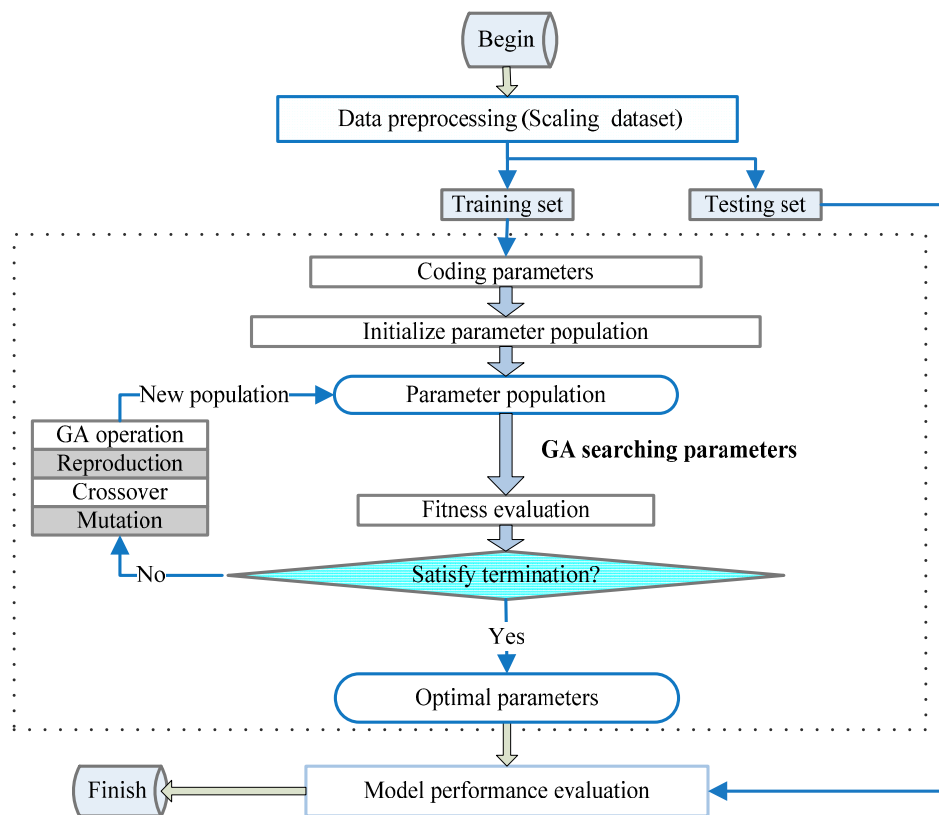 Begin
Data preprocessing (Scaling dataset)
Training set
Testing set
Coding parameters
Initialize parameter population
New population
Parameter population
GA operation
Reproduction
Crossover
Mutation
GA searching parameters
Fitness evaluation
Satisfy termination?
No
Yes
Optimal parameters
Finish
Model performance evaluation